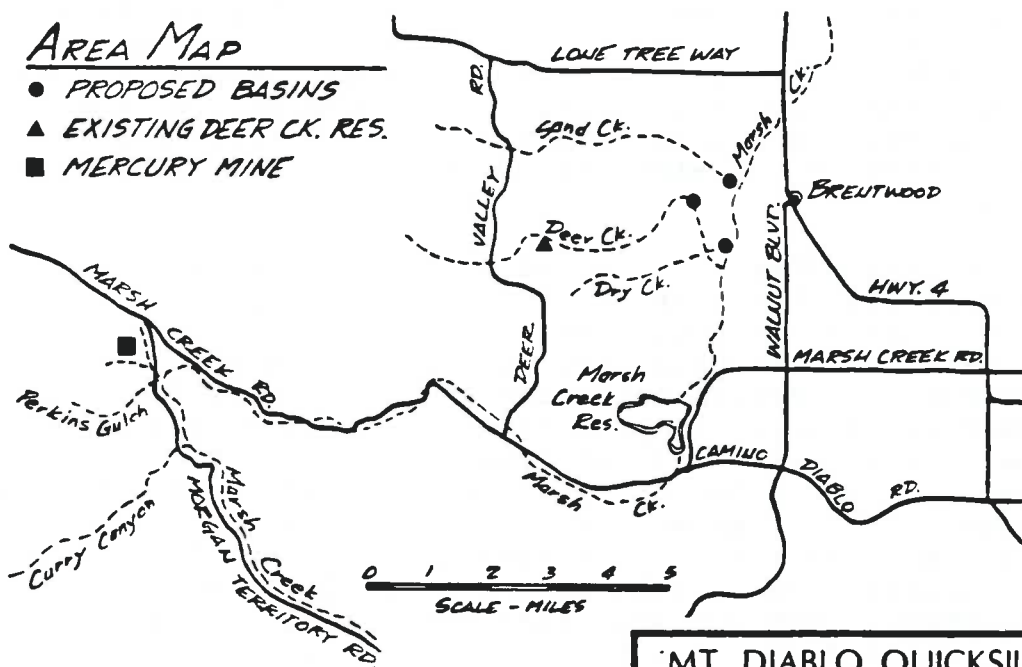 AREA MAP
PROPOSED BASINS
EXISTING DEER CK. RES.
MERCURY MINE
LONE TREE WAY
RD.
VALLEY
DEER
Sand Ck.
Marsh
Ck.
BRENTWOOD
Deer Ck.
Dry Ck.
WALNUT BLVD.
HWY. 4
MARSH CREEK RD.
MARSH
CREEK
RD.
Perkins Gulch
Marsh
Creek
Res.
CAMINO
DIABLO
RD.
Marsh
Ck.
Curry Canyon
Marsh
Creek
MORGAN TERRITORY RD.
0 1 2 3 4 5
SCALE - MILES
MT. DIABLO QUICKSIL